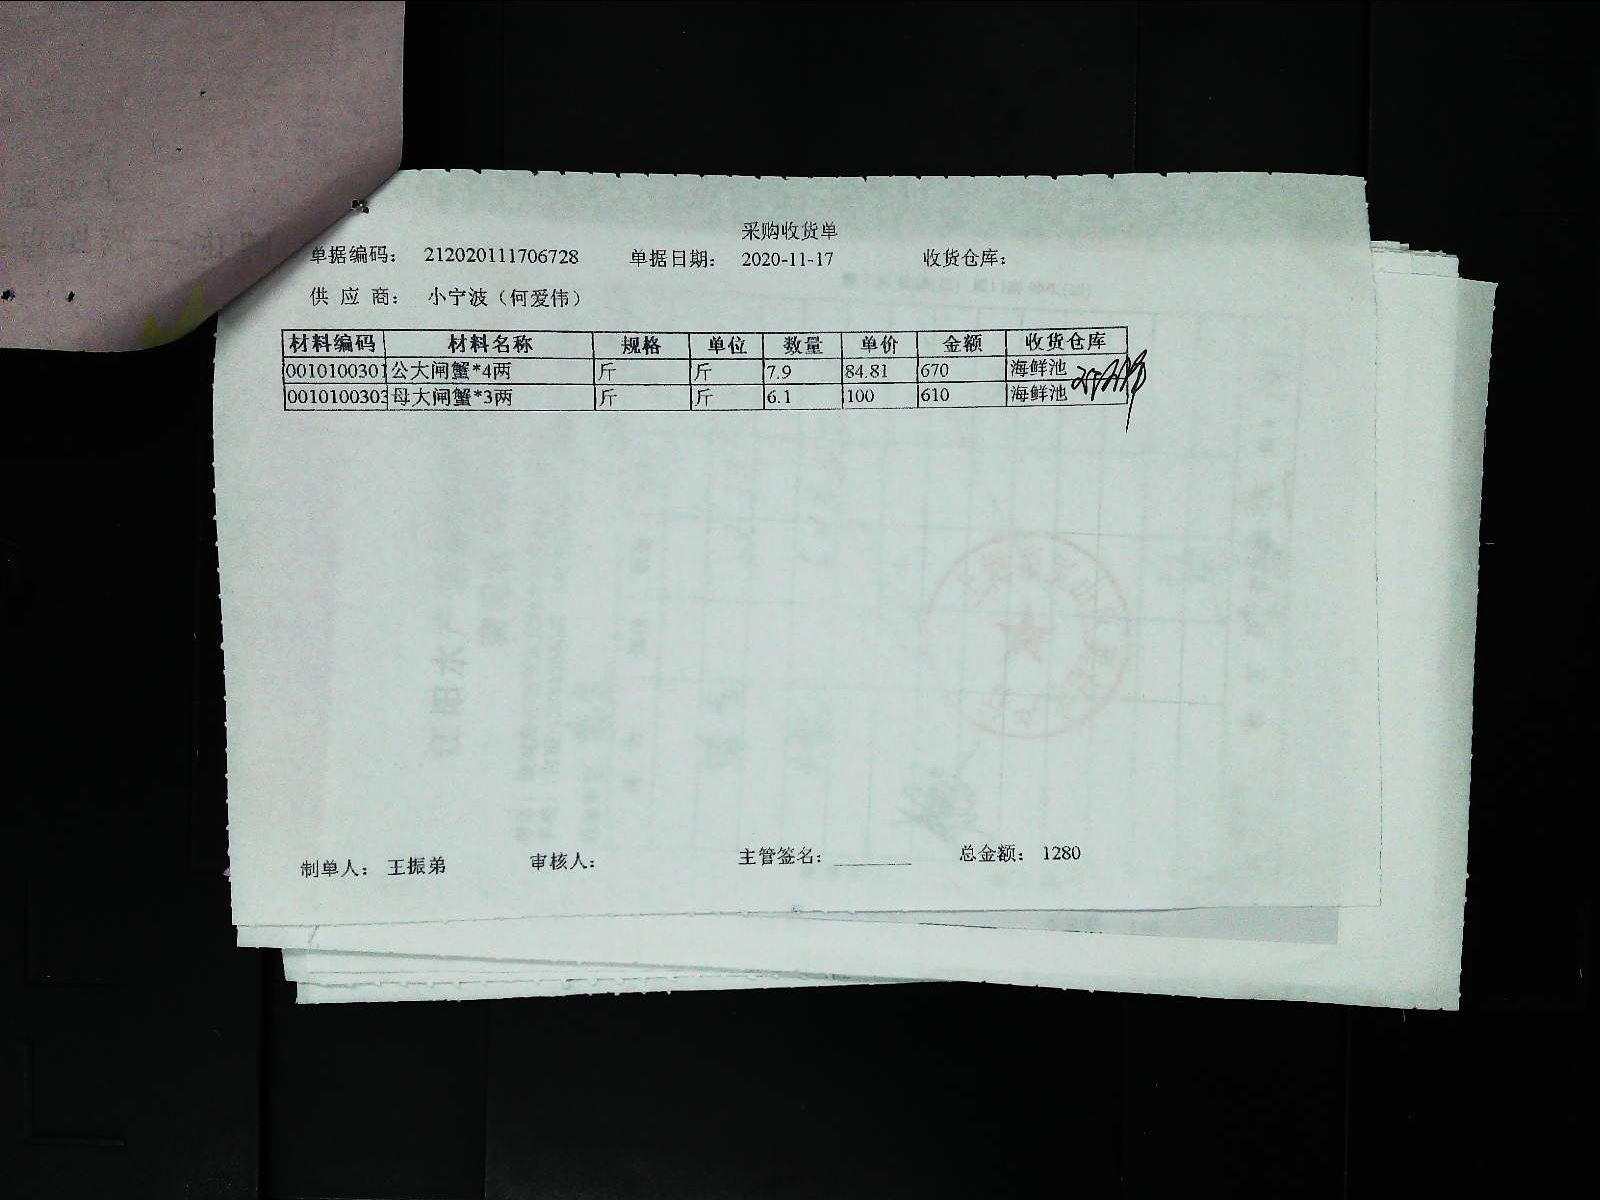 采购收货单
单据编码: 212020111706728 单据日期: 2020-11-17 收货仓库:
供 应 商: 小宁波（何爱伟）
材料编码 材料名称 规格 单位 数量 单价 金额 收货仓库
0010100301 公大闸蟹*4两 斤 斤 7.9 84.81 670 海鲜池
0010100303 母大闸蟹*3两 斤 斤 6.1 100 610 海鲜池
制单人: 王振弟 审核人: 主管签名: ________ 总金额: 1280